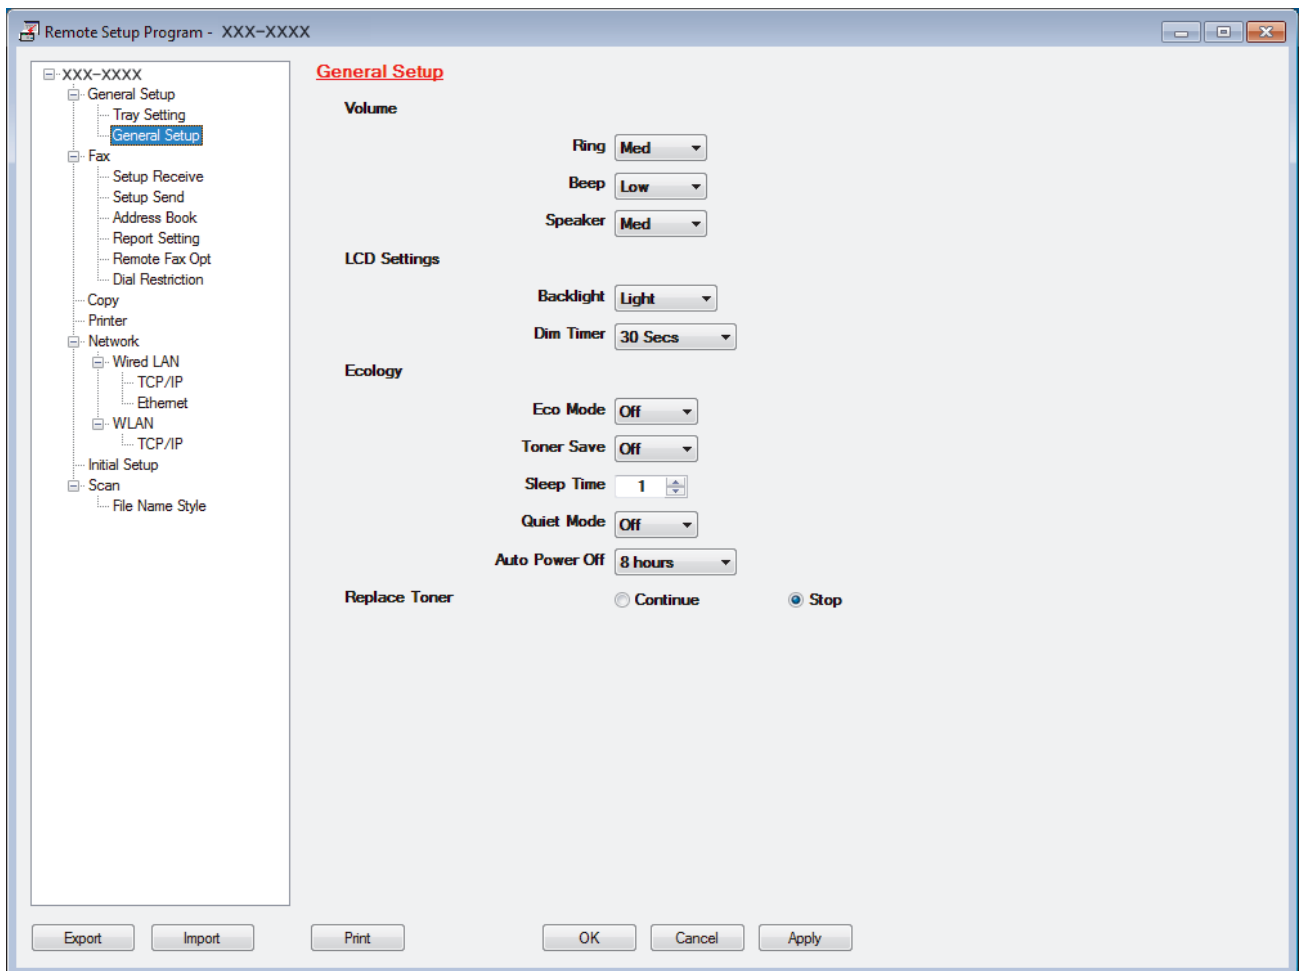 Remote Setup Program - XXX-XXXX
XXX-XXXX
General Setup
Tray Setting
General Setup
Fax
Setup Receive
Setup Send
Address Book
Report Setting
Remote Fax Opt
Dial Restriction
Copy
Printer
Network
Wired LAN
TCP/IP
Ethernet
WLAN
TCP/IP
Initial Setup
Scan
File Name Style
General Setup
Volume
Ring Med
Beep Low
Speaker Med
LCD Settings
Backlight Light
Dim Timer 30 Secs
Ecology
Eco Mode Off
Toner Save Off
Sleep Time 1
Quiet Mode Off
Auto Power Off 8 hours
Replace Toner Continue Stop
Export Import Print OK Cancel Apply